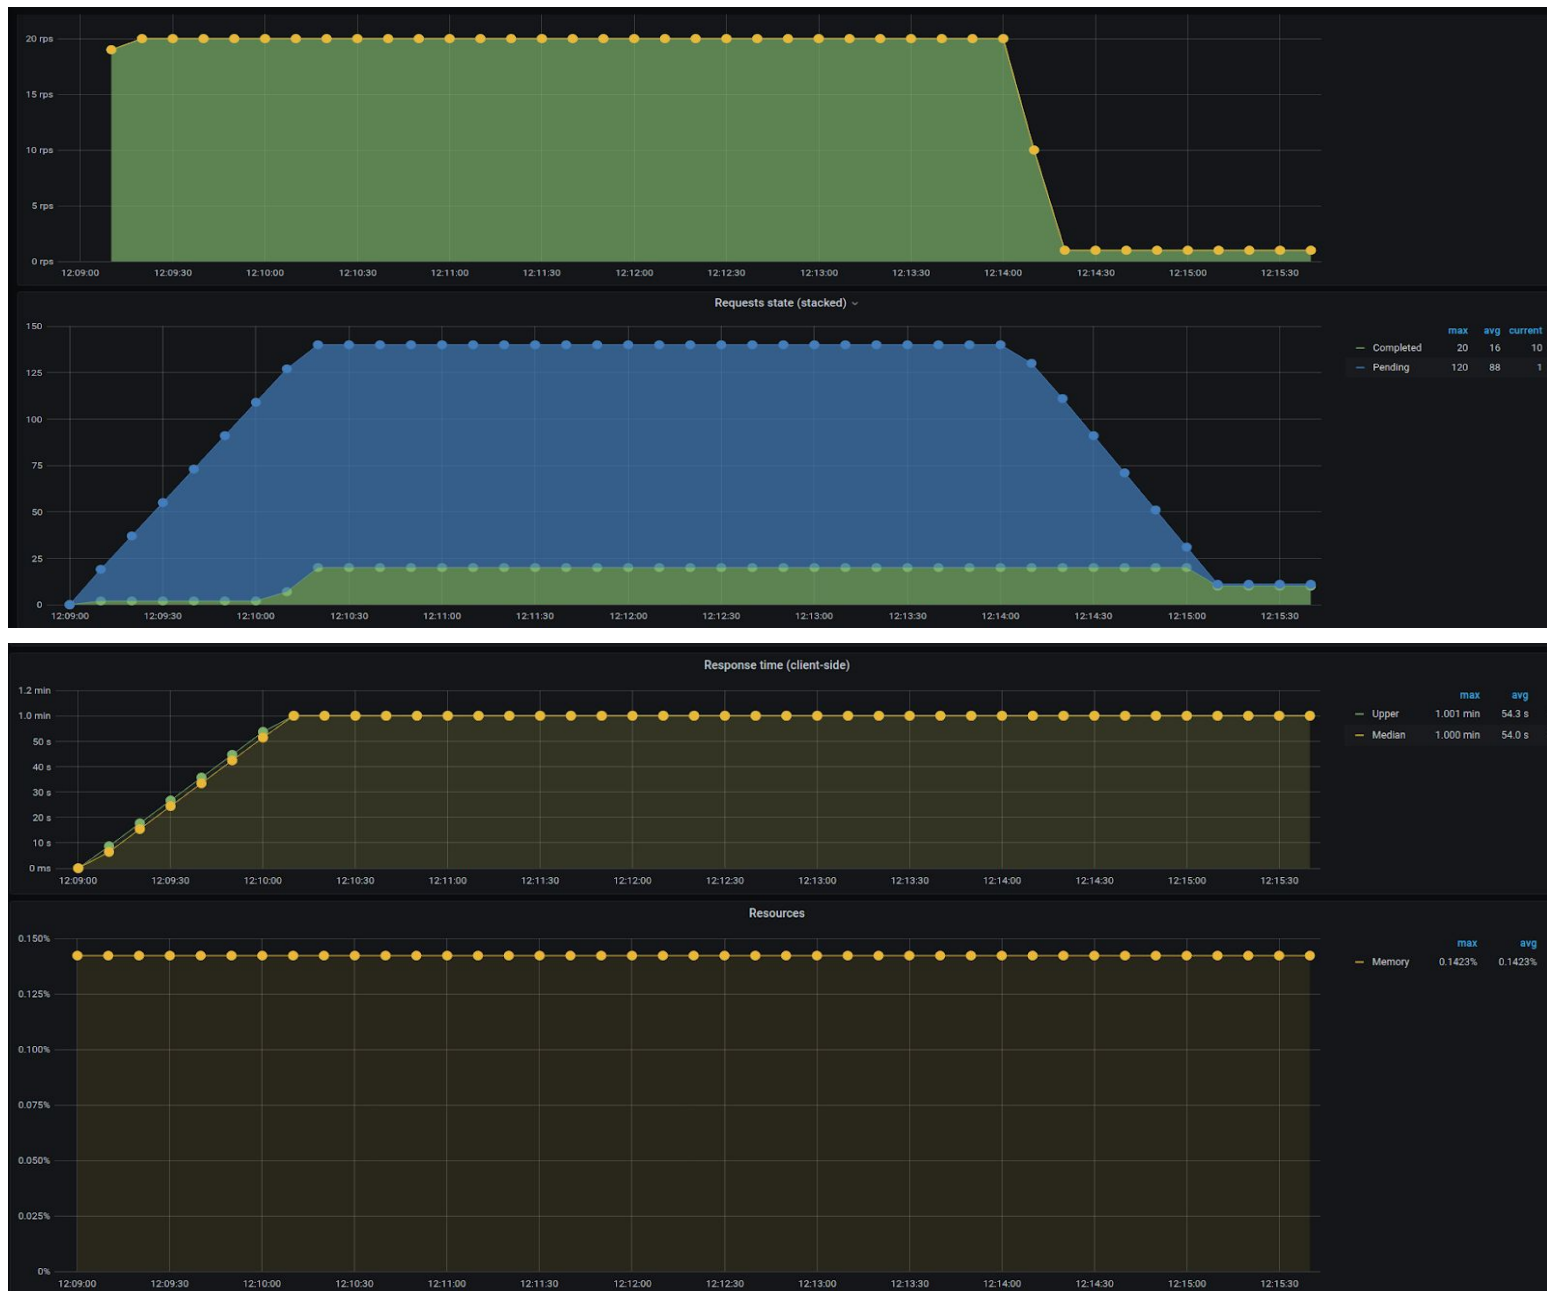 20 rps
15 rps
10 rps
5 rps
0 rps
12:09:00 12:09:30 12:10:00 12:10:30 12:11:00 12:11:30 12:12:00 12:12:30 12:13:00 12:13:30 12:14:00 12:14:30 12:15:00 12:15:30
Requests state (stacked)
150
125
100
75
50
25
0
12:09:00 12:09:30 12:10:00 12:10:30 12:11:00 12:11:30 12:12:00 12:12:30 12:13:00 12:13:30 12:14:00 12:14:30 12:15:00 12:15:30
max avg current
Completed 20 16 10
Pending 120 88 1
Response time (client-side)
1.2 min
1.0 min
50 s
40 s
30 s
20 s
10 s
0 ms
12:09:00 12:09:30 12:10:00 12:10:30 12:11:00 12:11:30 12:12:00 12:12:30 12:13:00 12:13:30 12:14:00 12:14:30 12:15:00 12:15:30
max avg
Upper 1.001 min 54.3 s
Median 1.000 min 54.0 s
Resources
0.150%
0.125%
0.100%
0.075%
0.050%
0.025%
0%
12:09:00 12:09:30 12:10:00 12:10:30 12:11:00 12:11:30 12:12:00 12:12:30 12:13:00 12:13:30 12:14:00 12:14:30 12:15:00 12:15:30
max avg
Memory 0.1423% 0.1423%